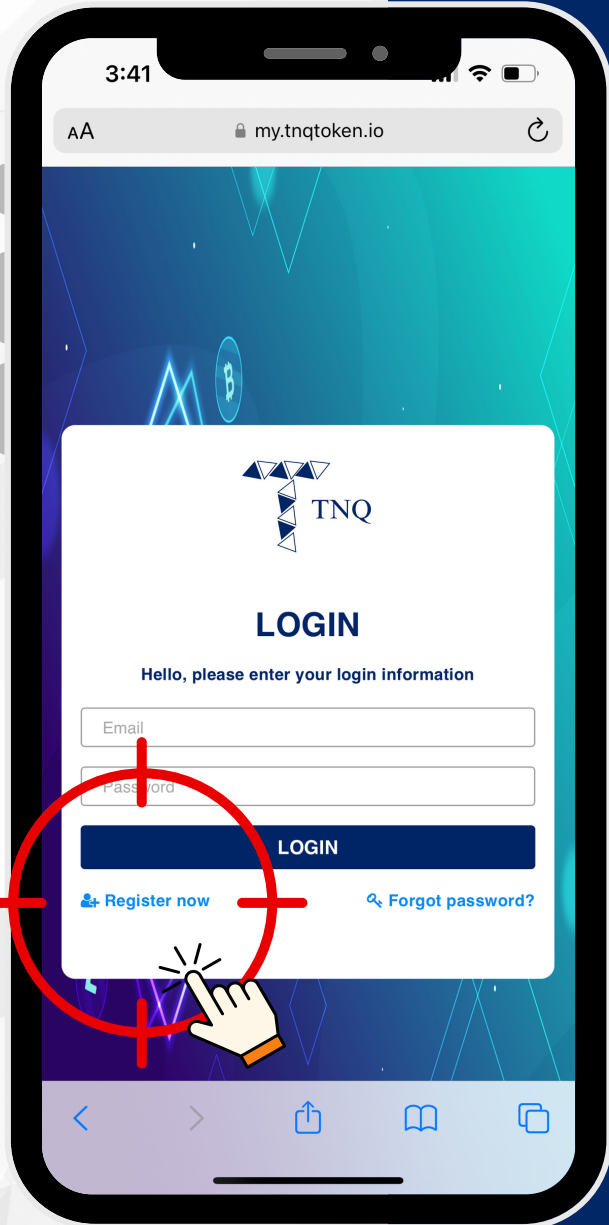 3:41
AA my.tnqtoken.io
TNQ
LOGIN
Hello, please enter your login information
Email
Password
LOGIN
Register now Forgot password?